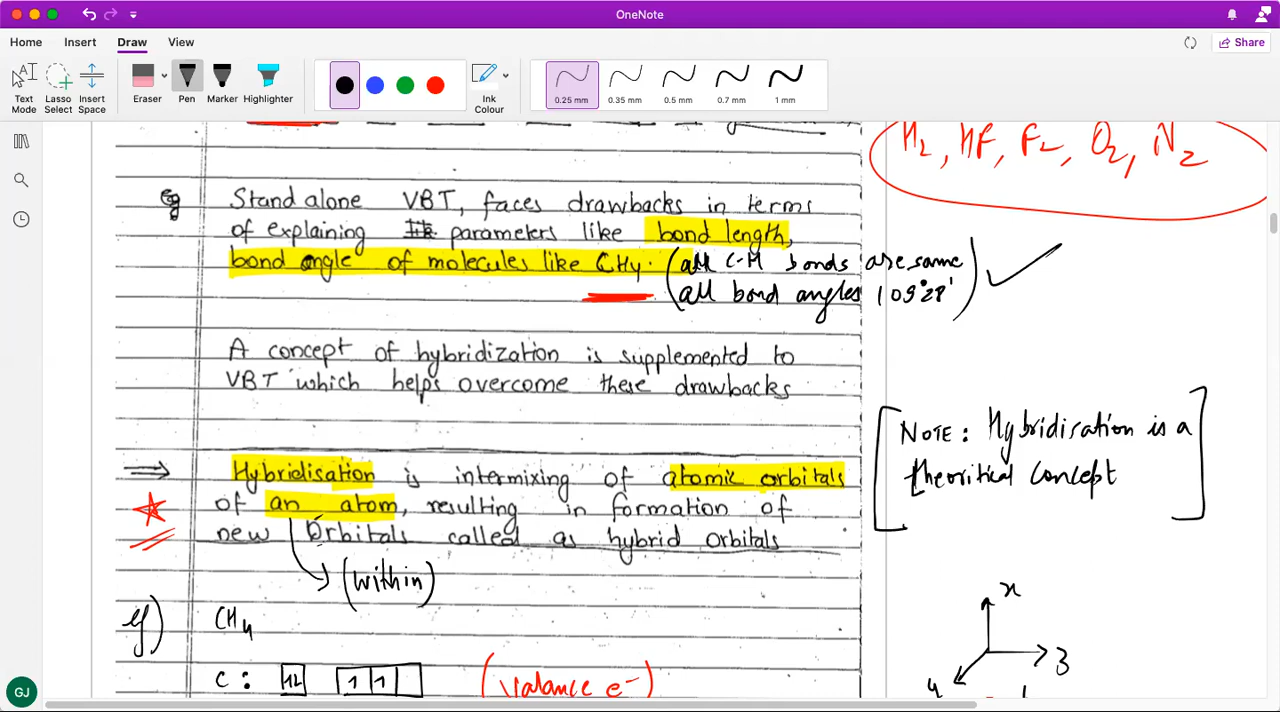 OneNote
Home Insert Draw View
Share
Text Mode
Lasso Select
Insert Space
Eraser
Pen
Marker
Highlighter
Ink Colour
0.25 mm
0.35 mm
0.5 mm
0.7 mm
1 mm
H2, HF, F2, O2, N2
Eg
Stand alone VBT, faces drawbacks in terms
of explaining parameters like bond length,
bond angle of molecules like CH4. (all C-H bonds are same
all bond angles 109°28')
A concept of hybridization is supplemented to
VBT which helps overcome these drawbacks
NOTE: Hybridisation is a
theoritical concept
⇒ Hybridisation is intermixing of atomic orbitals
of an atom, resulting in formation of
new Orbitals called as hybrid orbitals
(within)
eg) CH4
C: 1L 1 1
(valance e-)
x
y
z
GJ